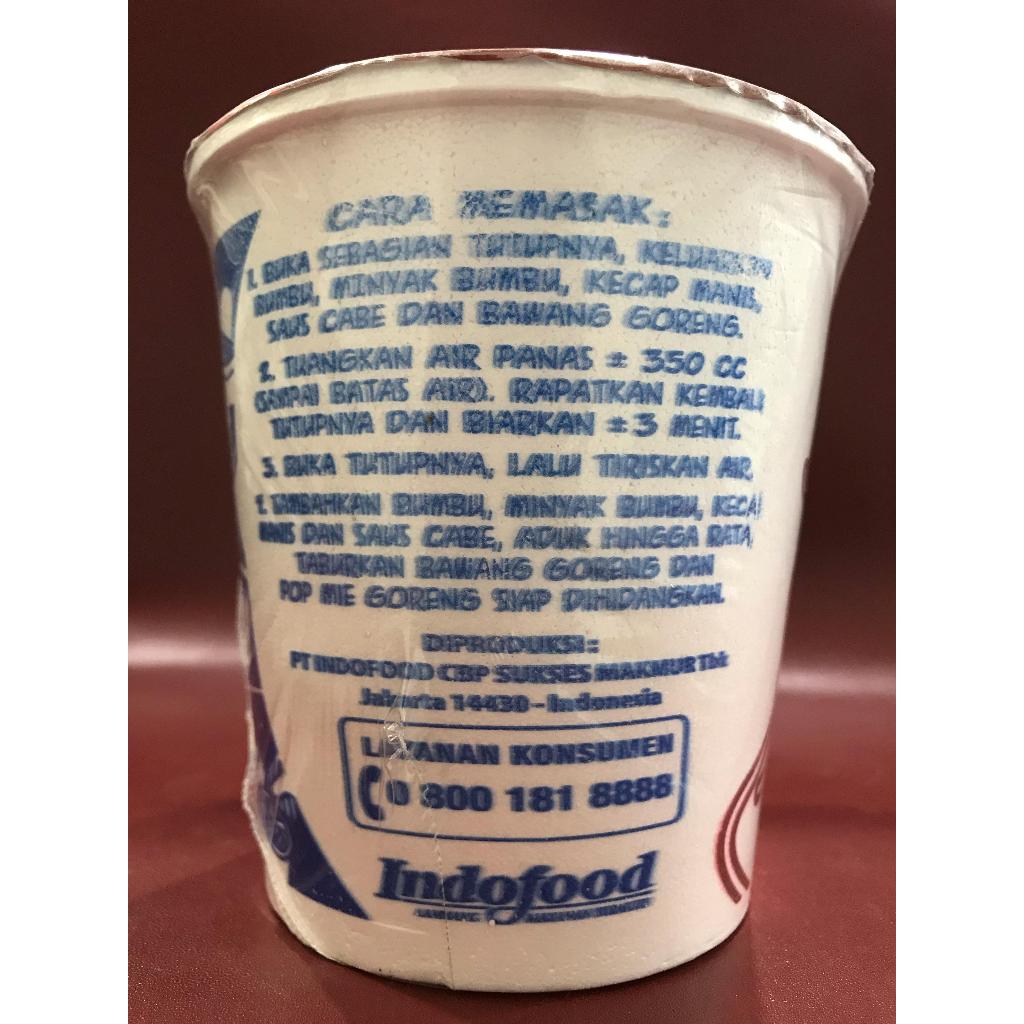 CARA MEMASAK:
1. BUKA SEBAGIAN TUTUPNYA, KELUARKAN
BUMBU, MINYAK BUMBU, KECAP MANIS,
SAUS CABE DAN BAWANG GORENG.
2. TUANGKAN AIR PANAS ± 350 CC
(SAMPAI BATAS AIR). RAPATKAN KEMBALI
TUTUPNYA DAN BIARKAN ±3 MENIT.
3. BUKA TUTUPNYA, LALU TIRISKAN AIR
4. TAMBAHKAN BUMBU, MINYAK BUMBU, KECAP
MANIS DAN SAUS CABE, ADUK HINGGA RATA,
TABURKAN BAWANG GORENG DAN
POP MIE GORENG SIAP DIHIDANGKAN.
DIPRODUKSI:
PT INDOFOOD CBP SUKSES MAKMUR Tbk
Jakarta 14430 - Indonesia
LAYANAN KONSUMEN
0 800 181 8888
Indofood